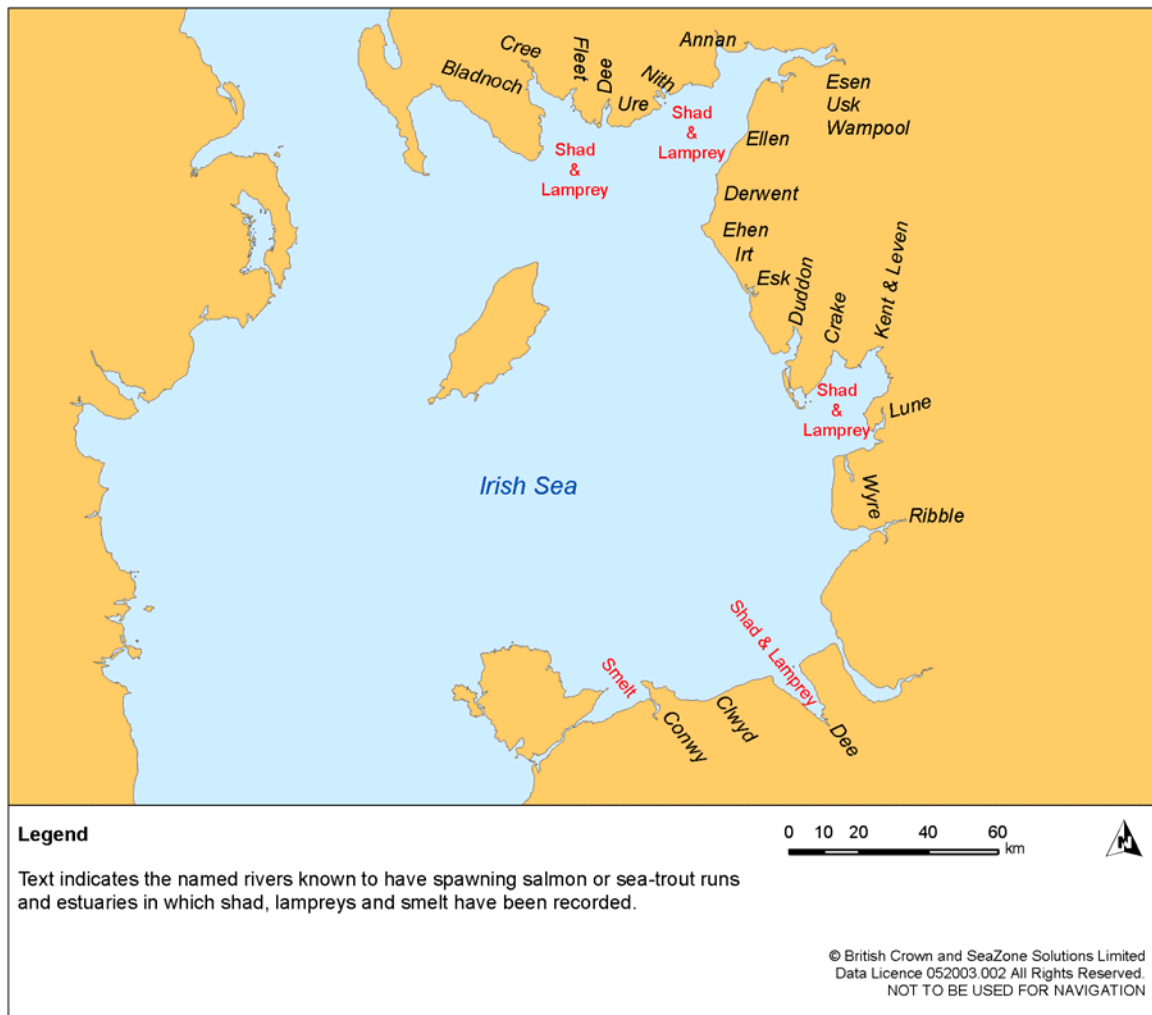 Annan
Cree
Fleet
Dee
Bladnoch
Nith
Ure
Esen
Usk
Wampool
Shad
&
Lamprey
Ellen
Shad
&
Lamprey
Derwent
Ehen
Irt
Esk
Duddon
Crake
Kent & Leven
Shad
&
Lamprey
Lune
Irish Sea
Wyre
Ribble
Shad & Lamprey
Smelt
Conwy
Clwyd
Dee
Legend
0 10 20 40 60
km
N
Text indicates the named rivers known to have spawning salmon or sea-trout runs
and estuaries in which shad, lampreys and smelt have been recorded.
© British Crown and SeaZone Solutions Limited
Data Licence 052003.002 All Rights Reserved.
NOT TO BE USED FOR NAVIGATION